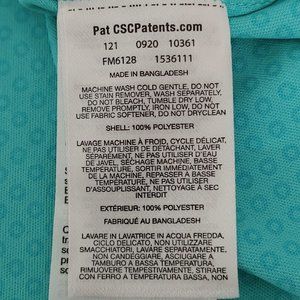 Pat CSCPatents.com
121 0920 10361
FM6128 1536111
MADE IN BANGLADESH
MACHINE WASH COLD GENTLE, DO NOT
USE STAIN REMOVER, WASH SEPARATELY,
DO NOT BLEACH, TUMBLE DRY LOW,
REMOVE PROMPTLY, WARM IRON, DO NOT
USE FABRIC SOFTENER, DO NOT DRYCLEAN
SHELL: 100% POLYESTER
LAVAGE MACHINE À FROID, CYCLE DÉLICAT,
NE PAS UTILISER DE DÉTACHANT, LAVER
SÉPARÉMENT, NE PAS UTILISER D'EAU DE
JAVEL, SÉCHAGE MACHINE, BASSE
TEMPÉRATURE, SORTIR IMMÉDIATEMENT
DE LA MACHINE, REPASSER À BASSE
TEMPÉRATURE, NE PAS UTILISER
D'ADOUCISSANT, NETTOYAGE À SEC
INTERDIT
EXTÉRIEUR: 100% POLYESTER
FABRIQUÉ AU BANGLADESH
LAVARE IN LAVATRICE IN ACQUA FREDDA,
CICLO DELICATO, NON UTILIZZARE
SMACCHIATORI, LAVARE SEPARATAMENTE,
NON CANDEGGIARE, ASCIUGARE A
TAMBURO A BASSA TEMPERATURA,
RIMUOVERE TEMPESTIVAMENTE, STIRARE
CON FERRO A BASSA TEMPERATURA, NON